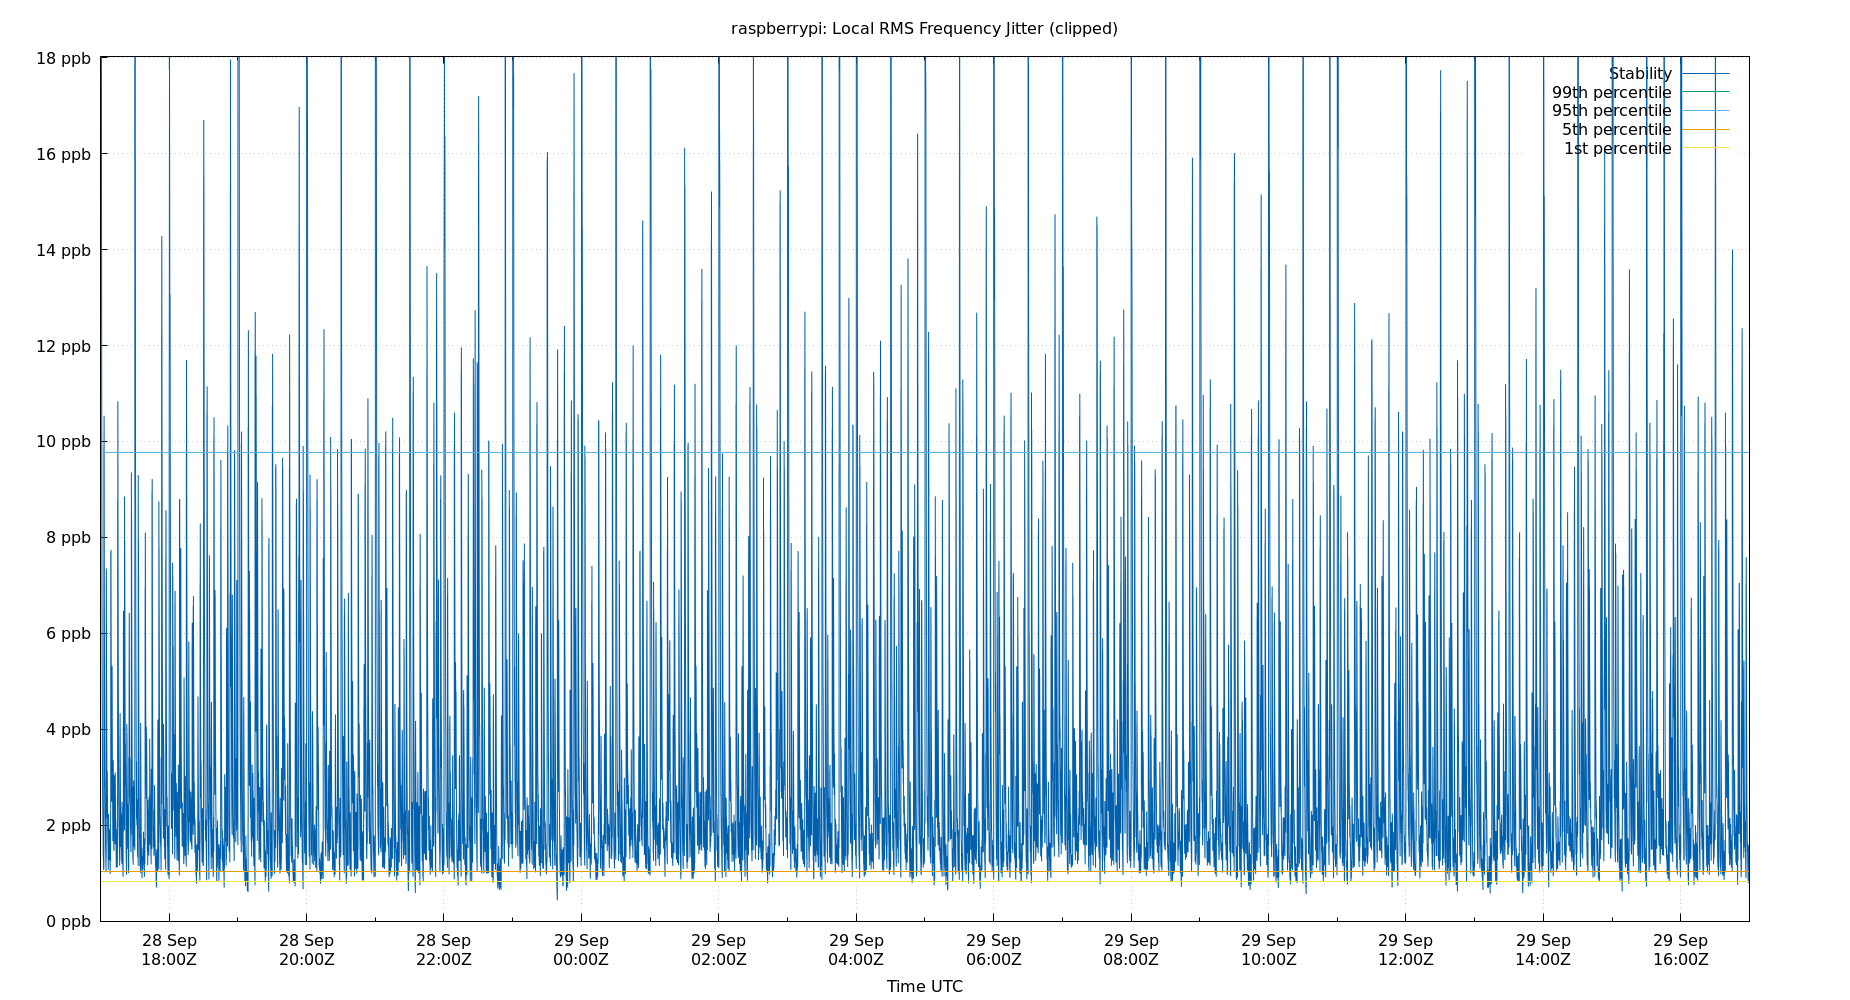 raspberrypi: Local RMS Frequency Jitter (clipped)
18 ppb
16 ppb
14 ppb
12 ppb
10 ppb
8 ppb
6 ppb
4 ppb
2 ppb
0 ppb
Stability
99th percentile
95th percentile
5th percentile
1st percentile
28 Sep 28 Sep 28 Sep 29 Sep 29 Sep 29 Sep 29 Sep 29 Sep 29 Sep 29 Sep 29 Sep 29 Sep
18:00Z 20:00Z 22:00Z 00:00Z 02:00Z 04:00Z 06:00Z 08:00Z 10:00Z 12:00Z 14:00Z 16:00Z
Time UTC